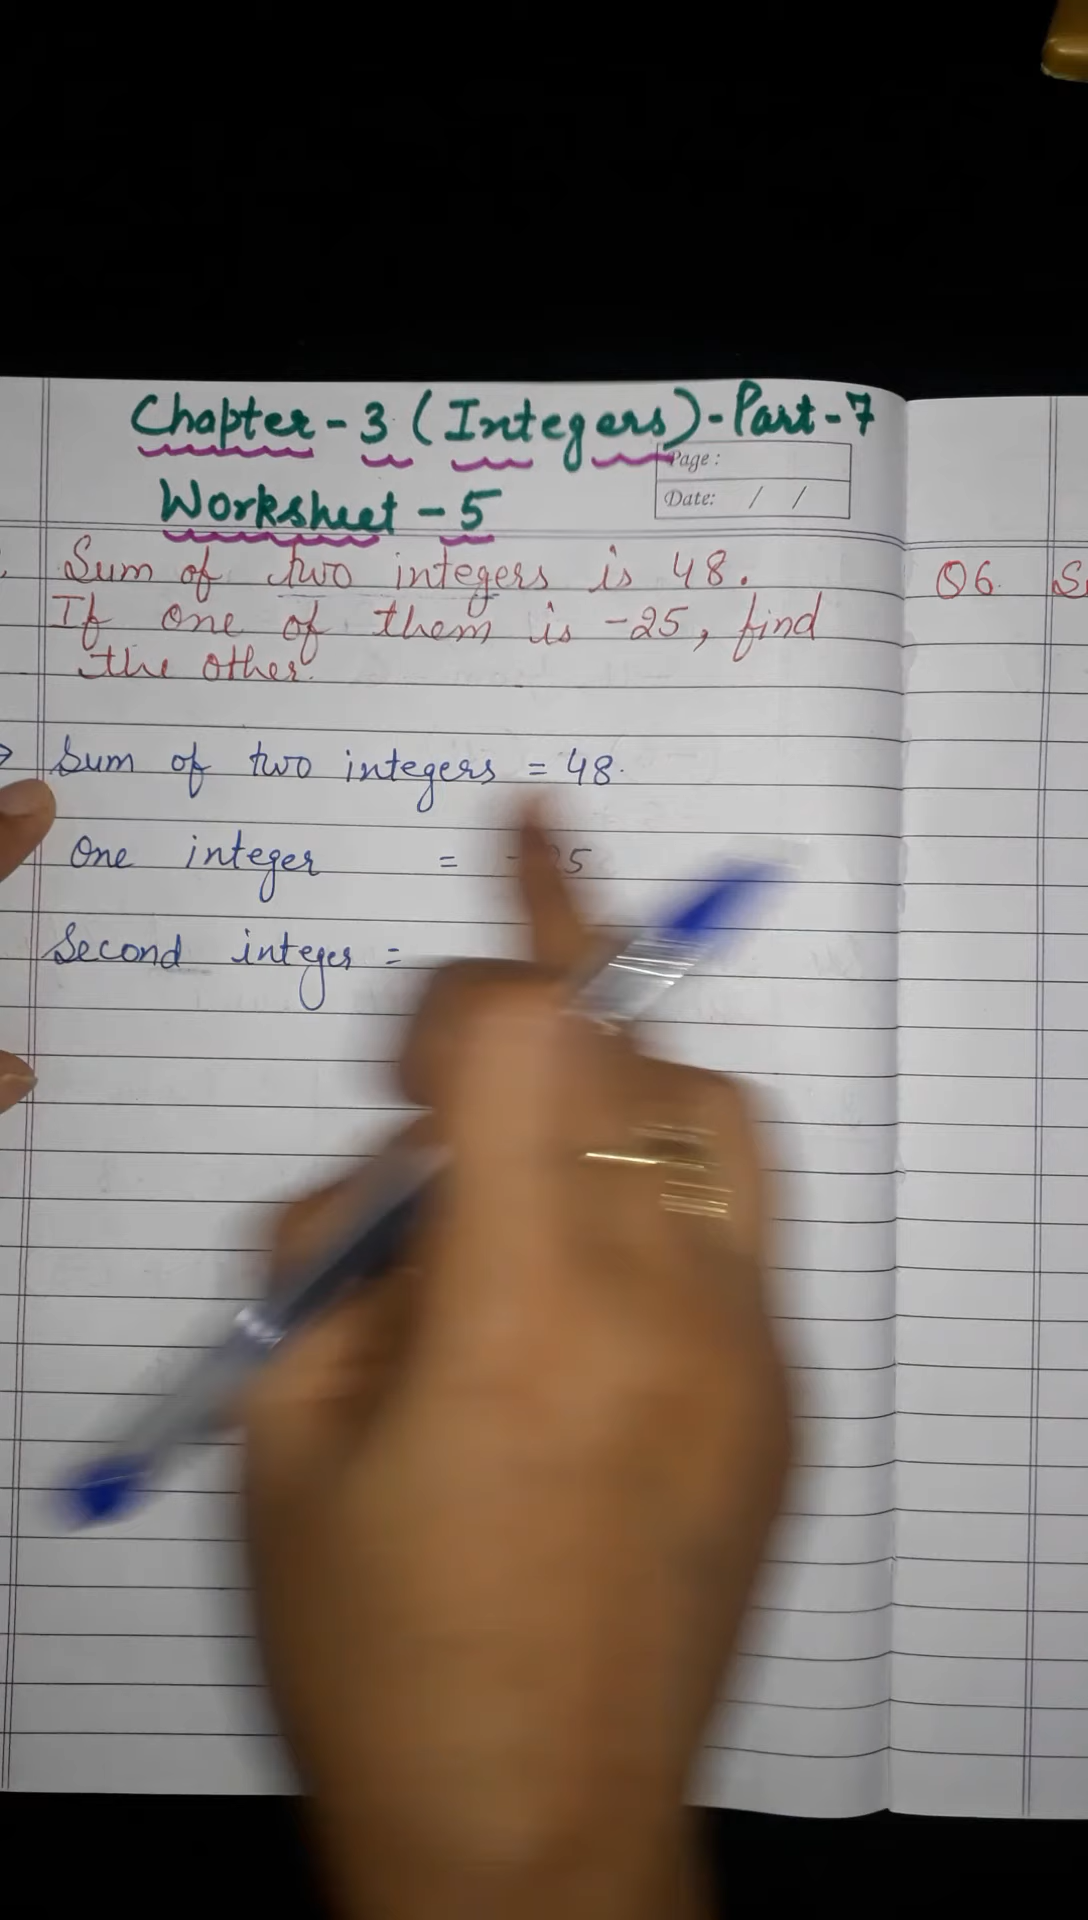 Chapter - 3 (Integers) - Part - 7
Page :
Worksheet - 5
Date: / /
Sum of two integers is 48.
If one of them is -25, find
the other.
Sum of two integers = 48.
One integer = - 25
Second integer =
Q6.